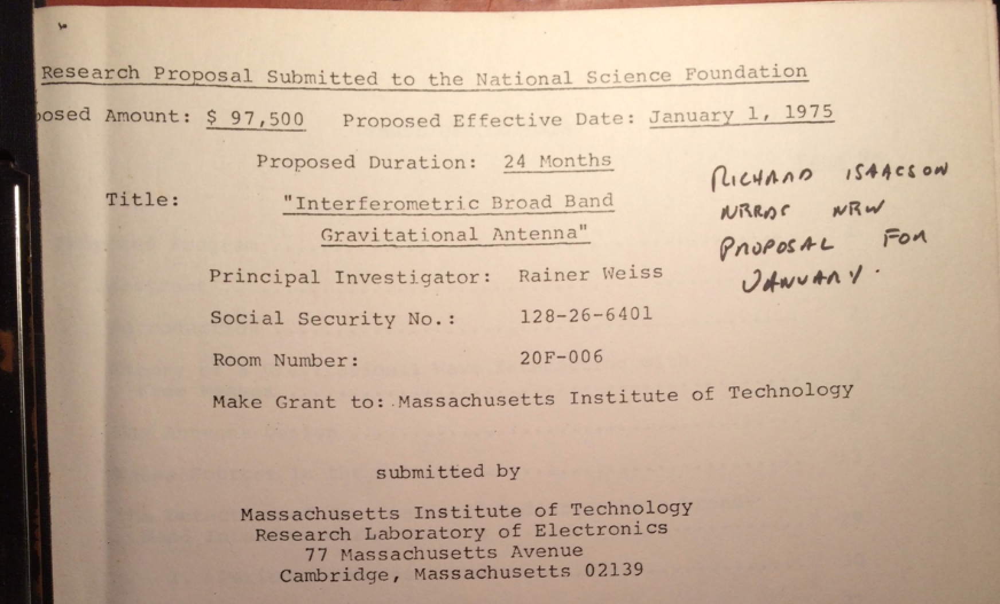 Research Proposal Submitted to the National Science Foundation
posed Amount: $ 97,500 Proposed Effective Date: January 1, 1975
Proposed Duration: 24 Months
Title: "Interferometric Broad Band
Gravitational Antenna"
Principal Investigator: Rainer Weiss
Social Security No.: 128-26-6401
Room Number: 20F-006
Make Grant to: Massachusetts Institute of Technology
RICHARD ISAACSON
NEEDS NEW
PROPOSAL FOR
JANUARY.
submitted by
Massachusetts Institute of Technology
Research Laboratory of Electronics
77 Massachusetts Avenue
Cambridge, Massachusetts 02139